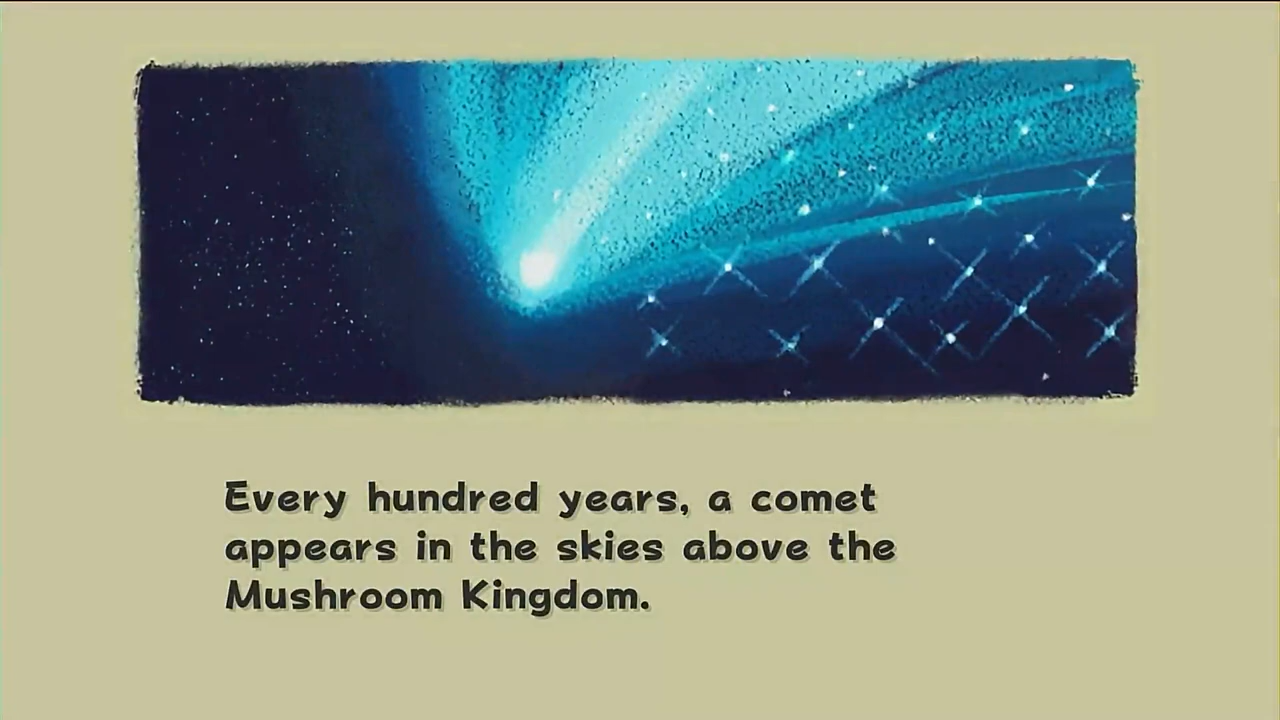 Every hundred years, a comet
appears in the skies above the
Mushroom Kingdom.